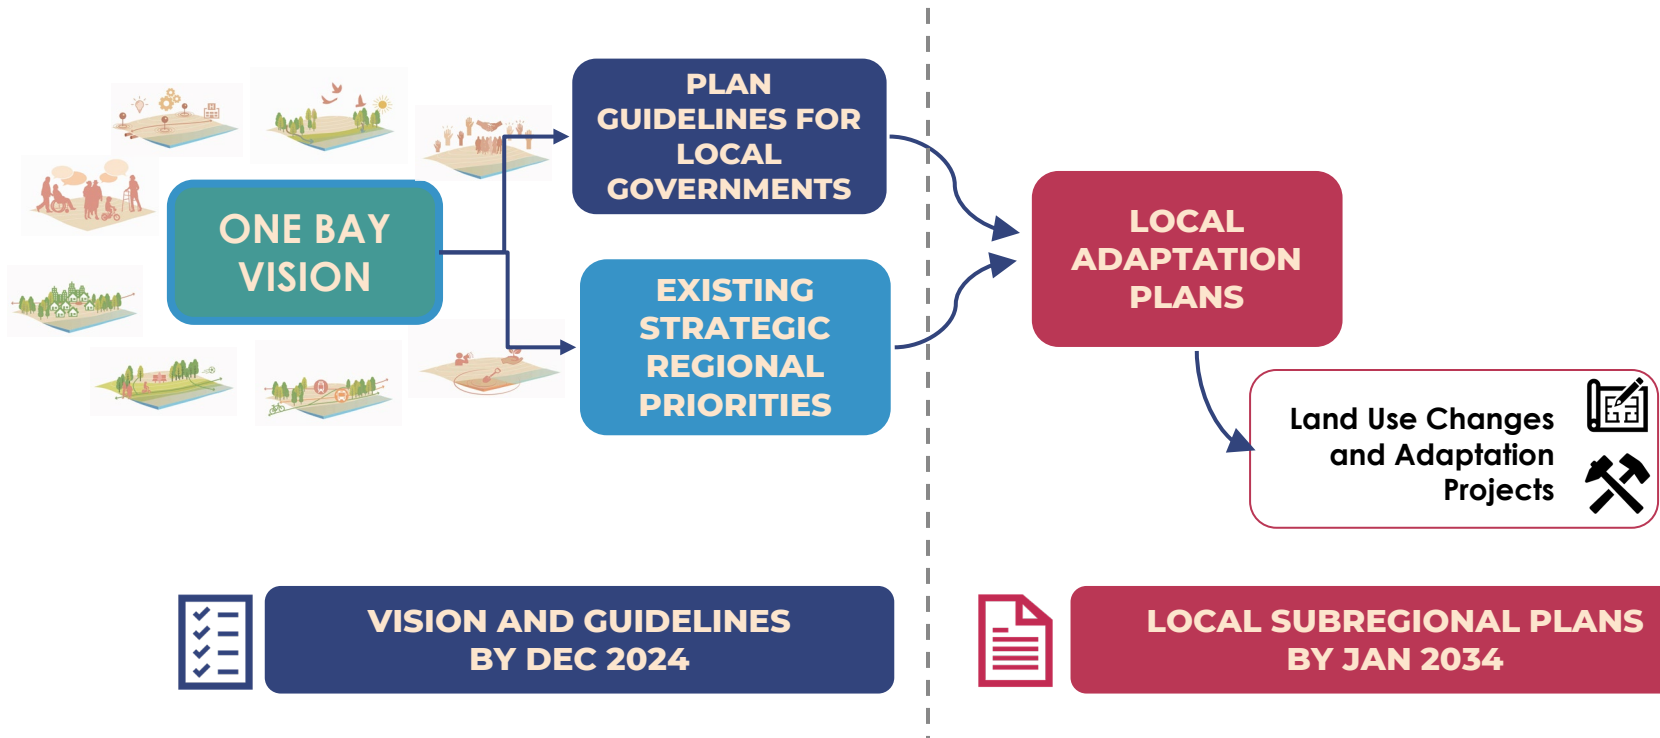 ONE BAY
VISION
PLAN
GUIDELINES FOR
LOCAL
GOVERNMENTS
EXISTING
STRATEGIC
REGIONAL
PRIORITIES
LOCAL
ADAPTATION
PLANS
Land Use Changes
and Adaptation
Projects
VISION AND GUIDELINES
BY DEC 2024
LOCAL SUBREGIONAL PLANS
BY JAN 2034